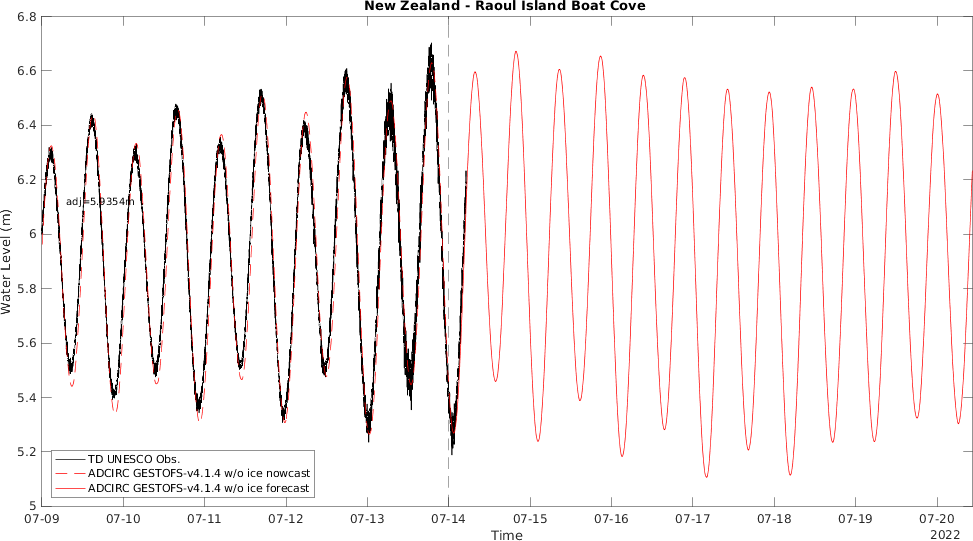 New Zealand - Raoul Island Boat Cove
6.8
6.6
6.4
6.2
6
5.8
5.6
5.4
5.2
5
Water Level (m)
adj=5.9354m
TD UNESCO Obs.
ADCIRC GESTOFS-v4.1.4 w/o ice nowcast
ADCIRC GESTOFS-v4.1.4 w/o ice forecast
07-09 07-10 07-11 07-12 07-13 07-14 07-15 07-16 07-17 07-18 07-19 07-20
2022
Time